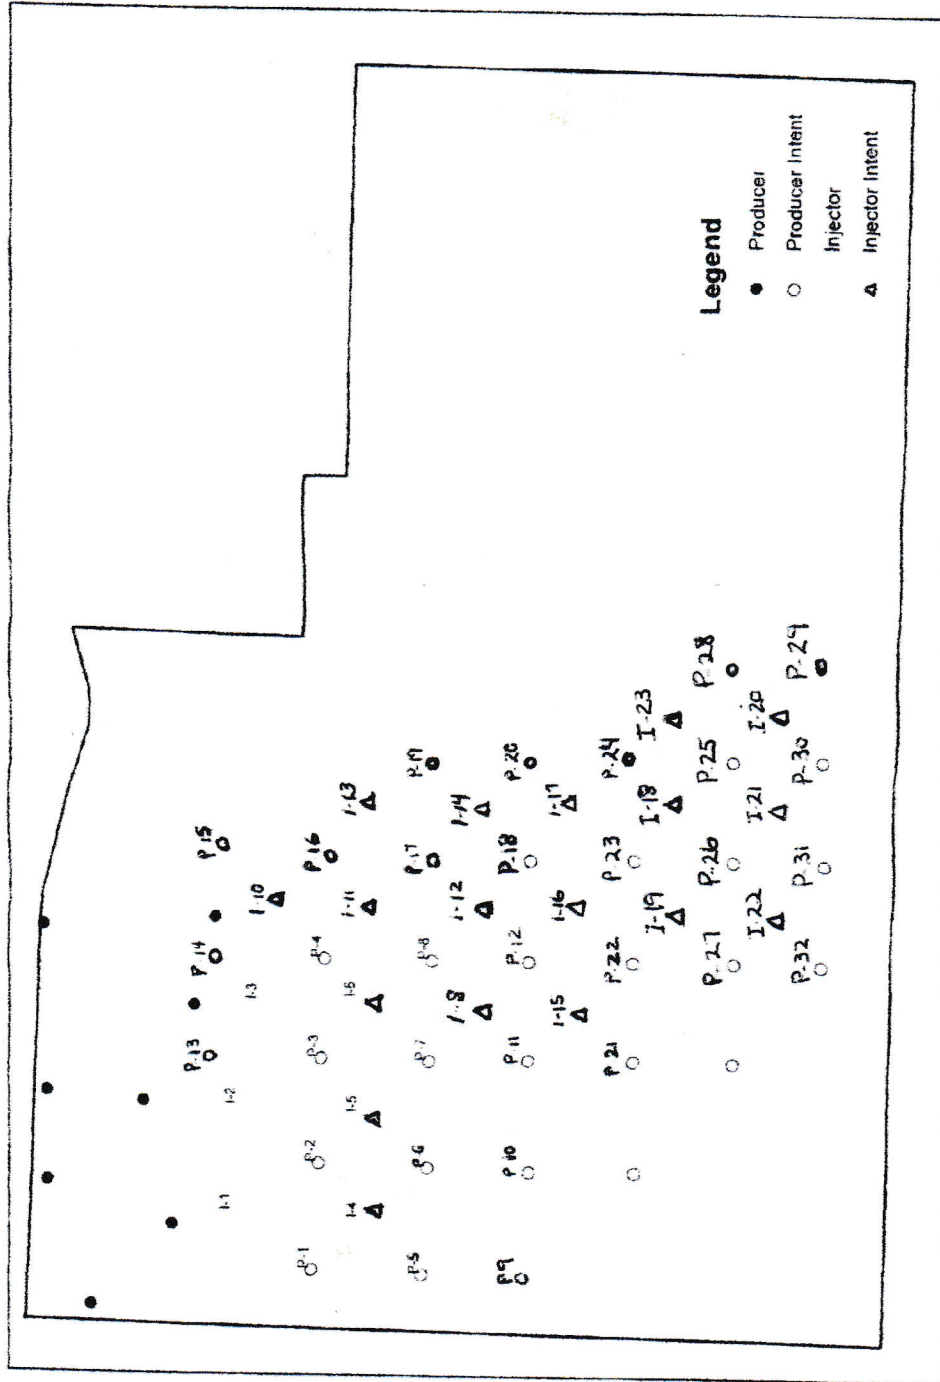 P-13
P-14
P-15
I-1
I-2
I-3
I-10
P-1
P-2
P-3
P-4
P-16
I-4
I-5
I-6
I-11
I-13
P-5
P-6
P-7
P-8
P-17
P-19
I-8
I-12
I-14
P-9
P-10
P-11
P-12
P-18
P-20
I-15
I-16
I-17
P-21
P-22
P-23
P-24
I-19
I-18
I-23
P-27
P-26
P-25
P-28
I-22
I-21
I-20
P-32
P-31
P-30
P-29
Legend
Producer
Producer Intent
Injector
Injector Intent